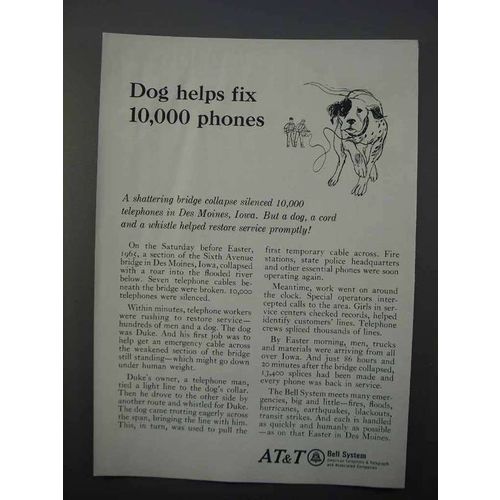 Dog helps fix
10,000 phones
A shattering bridge collapse silenced 10,000
telephones in Des Moines, Iowa. But a dog, a cord
and a whistle helped restore service promptly!
On the Saturday before Easter,
1965, a section of the Sixth Avenue
bridge in Des Moines, Iowa, collapsed
with a roar into the flooded river
below. Seven telephone cables be-
neath the bridge were broken. 10,000
telephones were silenced.
Within minutes, telephone workers
were rushing to restore service—
hundreds of men and a dog. The dog
was Duke. And his first job was to
help get an emergency cable across
the weakened section of the bridge
still standing—which might go down
under human weight.
Duke's owner, a telephone man,
tied a light line to the dog's collar.
Then he drove to the other side by
another route and whistled for Duke.
The dog came trotting eagerly across
the span, bringing the line with him.
This, in turn, was used to pull the
first temporary cable across. Fire
stations, state police headquarters
and other essential phones were soon
operating again.
Meantime, work went on around
the clock. Special operators inter-
cepted calls to the area. Girls in ser-
vice centers checked records, helped
identify customers' lines. Telephone
crews spliced thousands of lines.
By Easter morning, men, trucks
and materials were arriving from all
over Iowa. And just 86 hours and
20 minutes after the bridge collapsed,
13,400 splices had been made and
every phone was back in service.
The Bell System meets many emer-
gencies, big and little—fires, floods,
hurricanes, earthquakes, blackouts,
transit strikes. And each is handled
as quickly and humanly as possible
—as on that Easter in Des Moines.
AT&T
Bell System
American Telephone & Telegraph
and Associated Companies